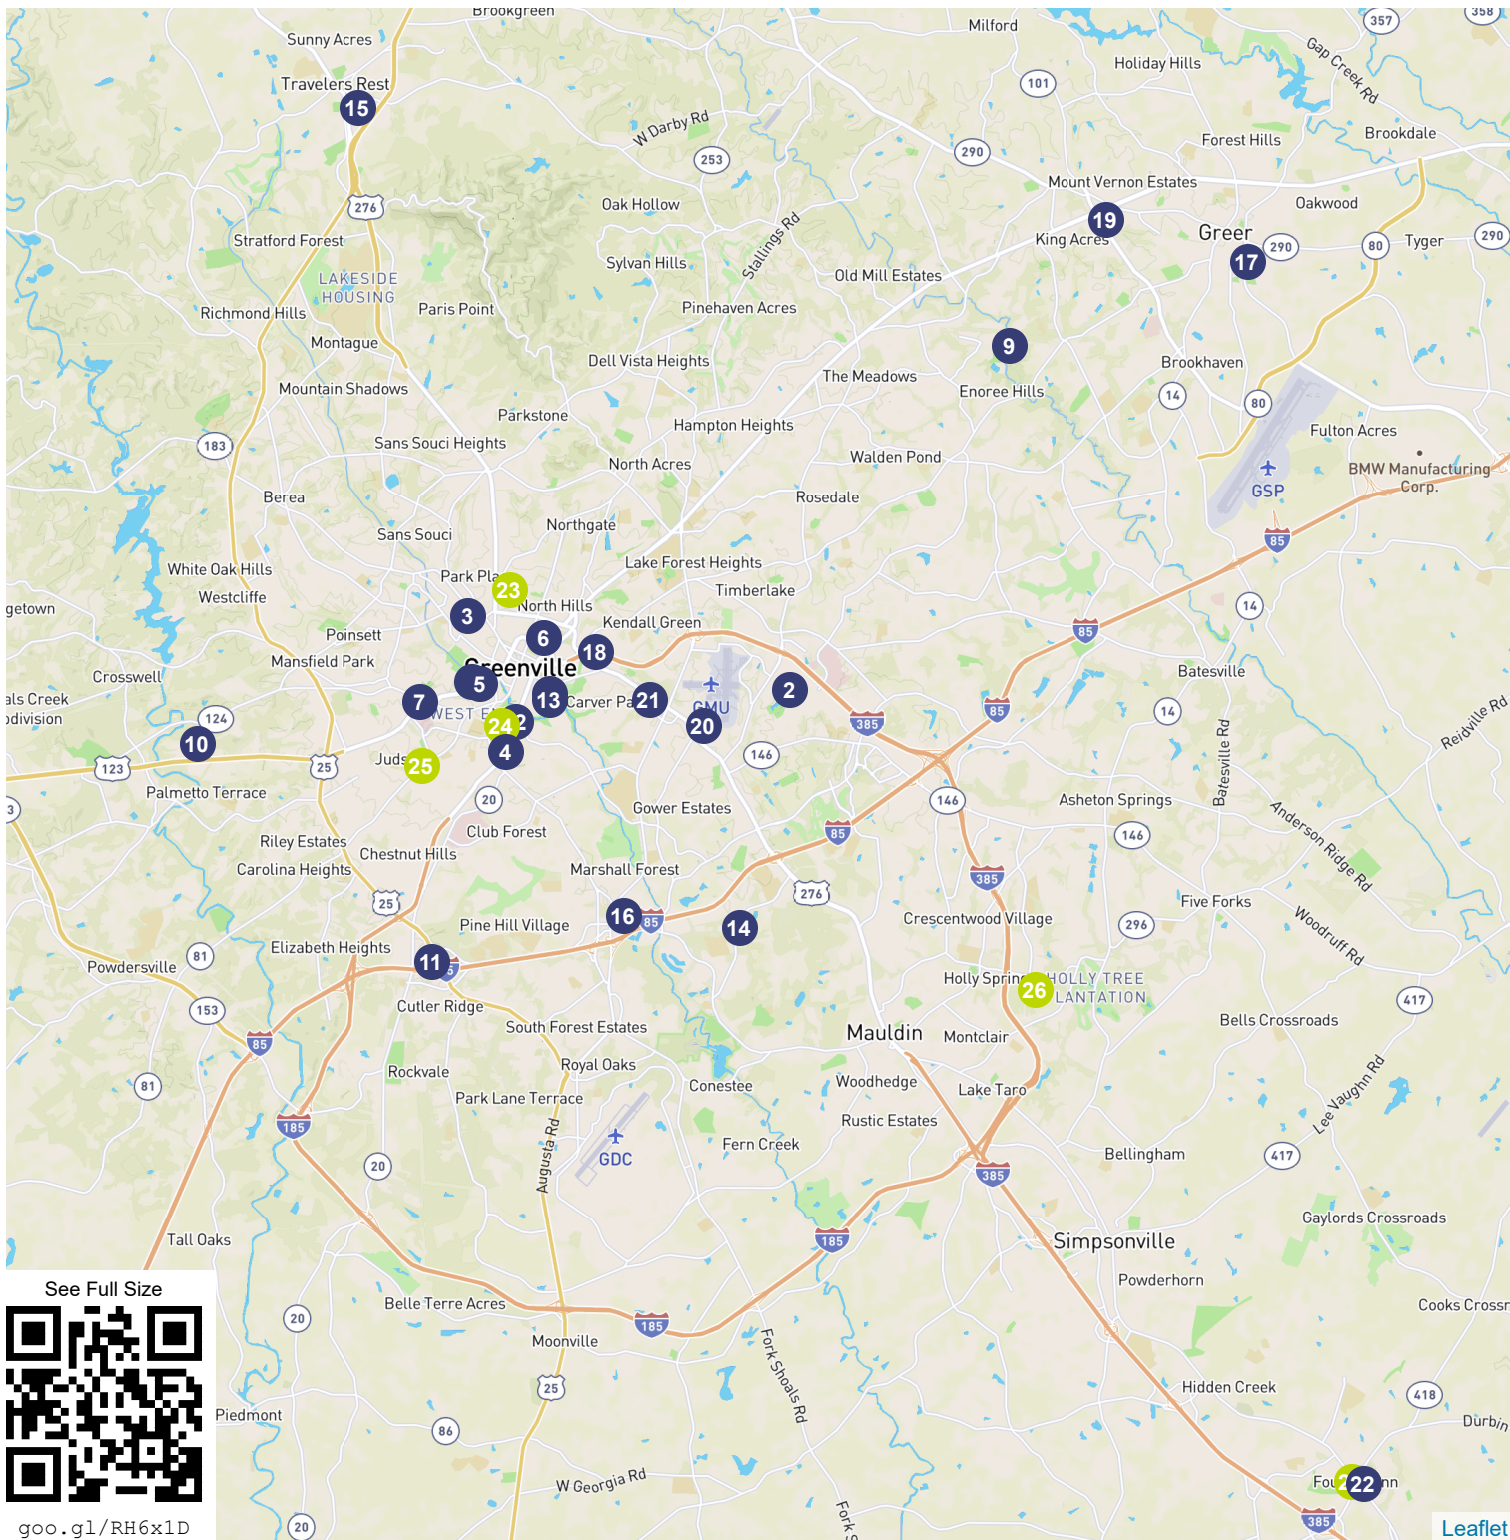 Brookgreen
Sunny Acres
Milford
357
358
Travelers Rest
15
Holiday Hills
Gap Creek Rd
101
W Darby Rd
253
290
Forest Hills
Brookdale
Mount Vernon Estates
276
Oak Hollow
Stallings Rd
19
King Acres
Greer
Oakwood
290
80
Tyger
290
Stratford Forest
Sylvan Hills
17
LAKESIDE
HOUSING
Old Mill Estates
Richmond Hills
Paris Point
Pinehaven Acres
Montague
9
Dell Vista Heights
The Meadows
Enoree Hills
Brookhaven
14
80
Mountain Shadows
Parkstone
Hampton Heights
Fulton Acres
183
Sans Souci Heights
North Acres
Walden Pond
BMW Manufacturing
Corp.
GSP
Berea
Rosedale
Sans Souci
Northgate
85
White Oak Hills
Lake Forest Heights
Westcliffe
23
North Hills
Timberlake
14
getown
3
6
Kendall Green
85
Poinsett
18
Mansfield Park
Greenville
Crosswell
5
Batesville
als Creek
odivision
7
13
21
GMU
2
85
14
124
10
24
4
20
385
Reidville Rd
123
25
25
146
Batesville Rd
Palmetto Terrace
20
Gower Estates
146
Asheton Springs
146
Anderson Ridge Rd
Riley Estates
Club Forest
85
Chestnut Hills
Carolina Heights
Marshall Forest
385
25
276
Crescentwood Village
Five Forks
Woodruff Rd
296
Pine Hill Village
16
85
14
Elizabeth Heights
81
Powdersville
11
HOLLY TREE
26
153
Cutler Ridge
417
South Forest Estates
Mauldin
Montclair
Bells Crossroads
85
Royal Oaks
Rockvale
Conestee
Woodhedge
Lake Taro
Lee Vaughn Rd
81
Park Lane Terrace
Rustic Estates
185
Augusta Rd
GDC
Fern Creek
Bellingham
417
20
385
Tall Oaks
185
Simpsonville
Gaylords Crossroads
See Full Size
Powderhorn
Belle Terre Acres
20
185
Moonville
Fork Shoals Rd
Cooks Crossr
25
Hidden Creek
418
Piedmont
86
Durbin
W Georgia Rd
22
goo.gl/RH6x1D
20
Fork S
385
Leaflet